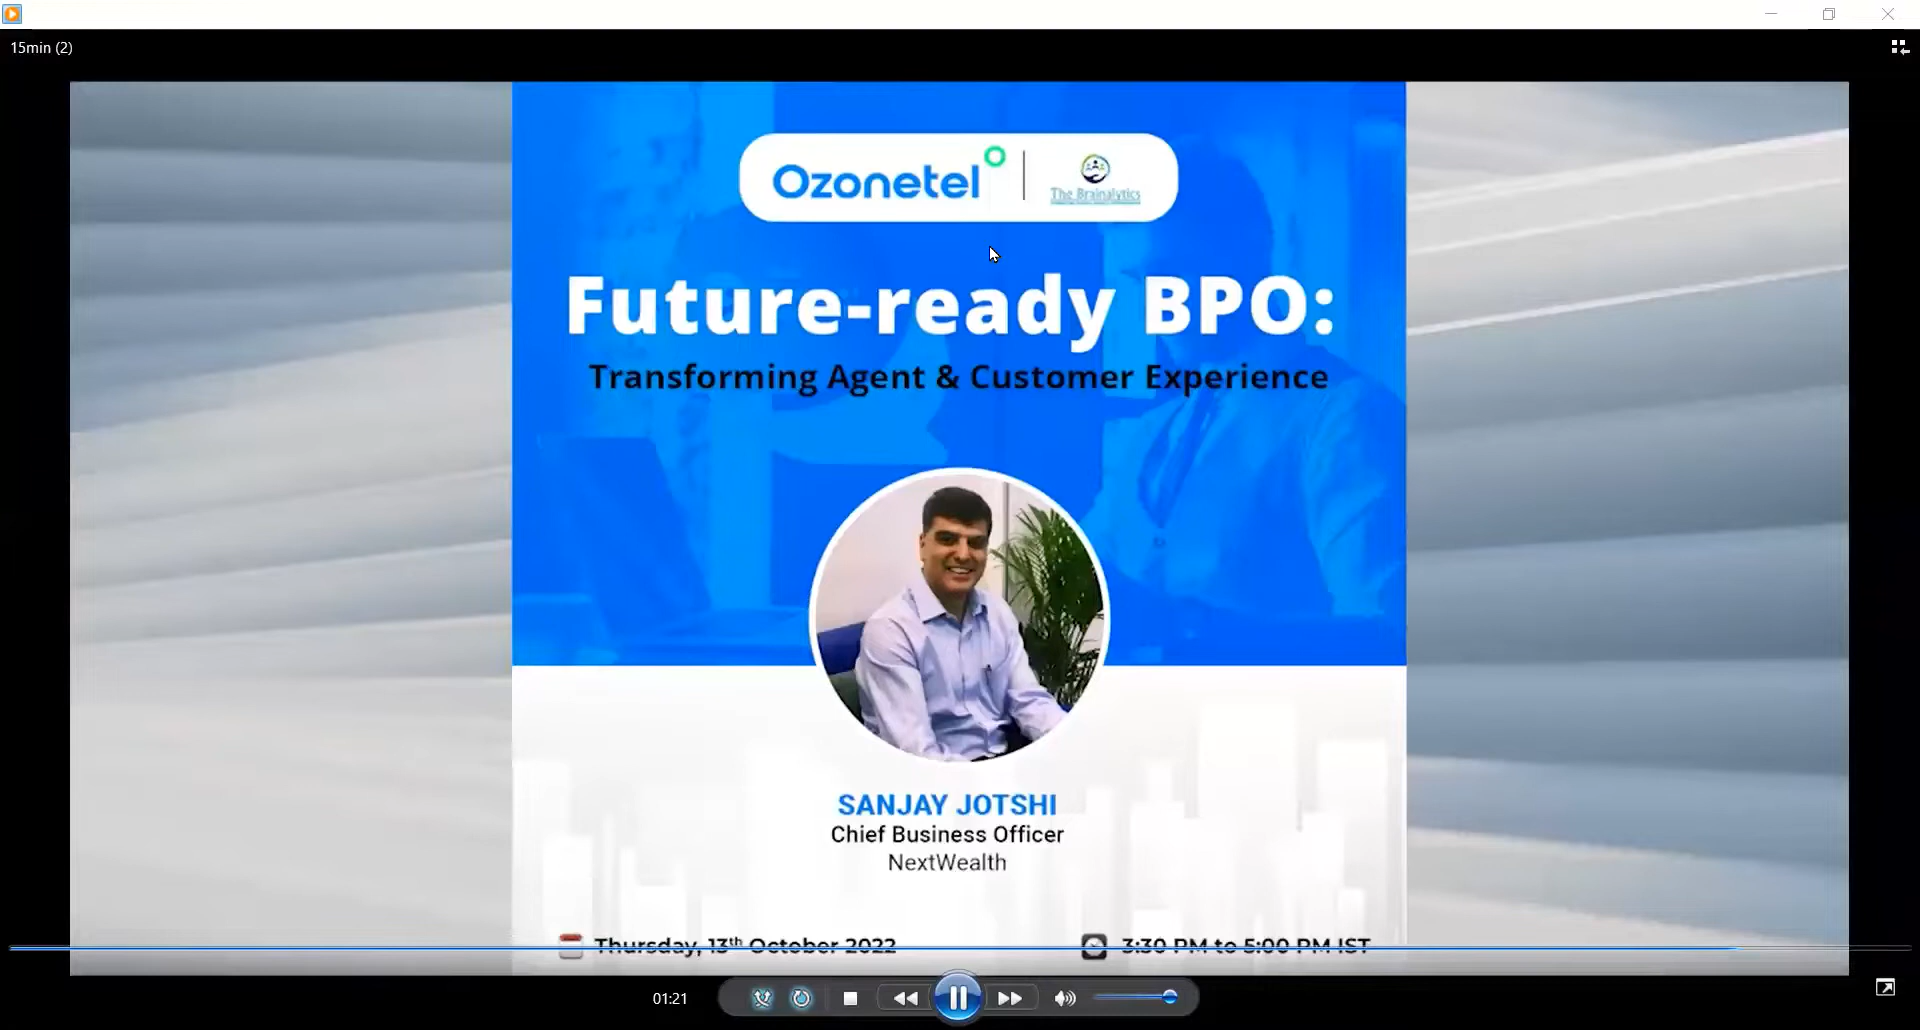 15min (2)
Ozonetel
The Brainalytics
Future-ready BPO:
Transforming Agent & Customer Experience
SANJAY JOTSHI
Chief Business Officer
NextWealth
Thursday, 13th October 2022
3:30 PM to 5:00 PM IST
01:21